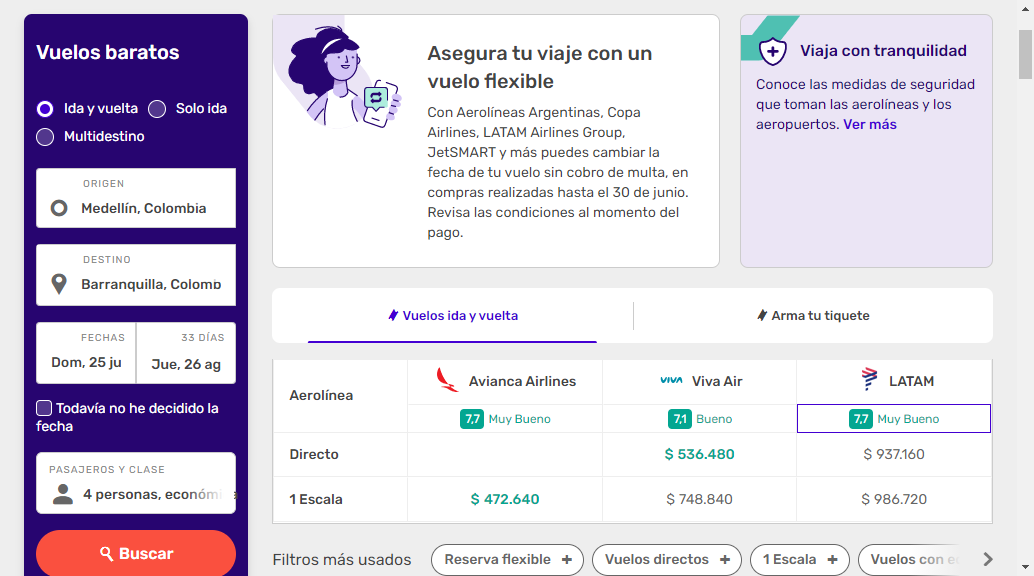 Vuelos baratos
Ida y vuelta
Solo ida
Multidestino
ORIGEN
Medellín, Colombia
DESTINO
Barranquilla, Colomb
FECHAS
33 DÍAS
Dom, 25 ju
Jue, 26 ag
Todavía no he decidido la
fecha
PASAJEROS Y CLASE
4 personas, económi
Buscar
Asegura tu viaje con un
vuelo flexible
Con Aerolíneas Argentinas, Copa
Airlines, LATAM Airlines Group,
JetSMART y más puedes cambiar la
fecha de tu vuelo sin cobro de multa, en
compras realizadas hasta el 30 de junio.
Revisa las condiciones al momento del
pago.
Viaja con tranquilidad
Conoce las medidas de seguridad
que toman las aerolíneas y los
aeropuertos. Ver más
Vuelos ida y vuelta
Arma tu tiquete
Aerolínea
Avianca Airlines
VIVA Viva Air
LATAM
7,7 Muy Bueno
7,1 Bueno
7,7 Muy Bueno
Directo
$ 536.480
$ 937.160
1 Escala
$ 472.640
$ 748.840
$ 986.720
Filtros más usados
Reserva flexible +
Vuelos directos +
1 Escala +
Vuelos con e